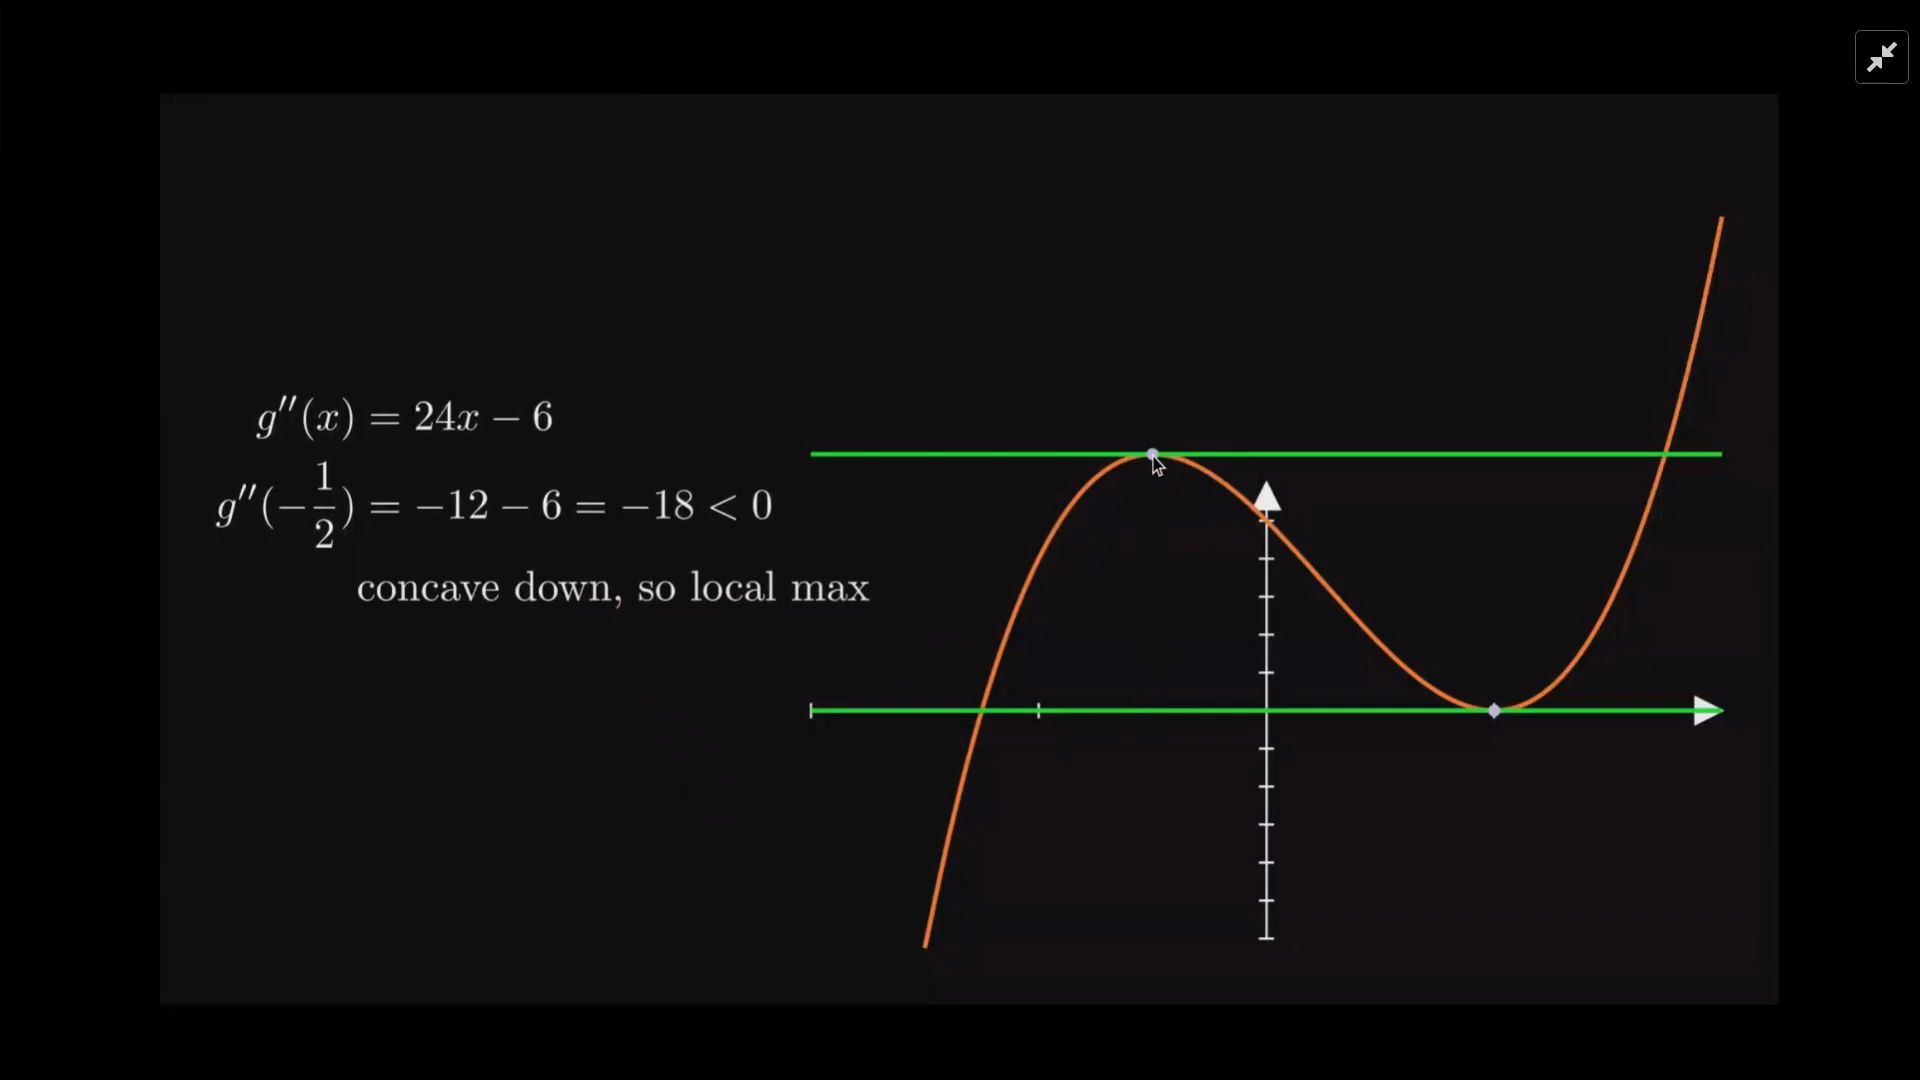 g″(x) = 24x − 6
g″(−1/2) = −12 − 6 = −18 < 0
concave down, so local max